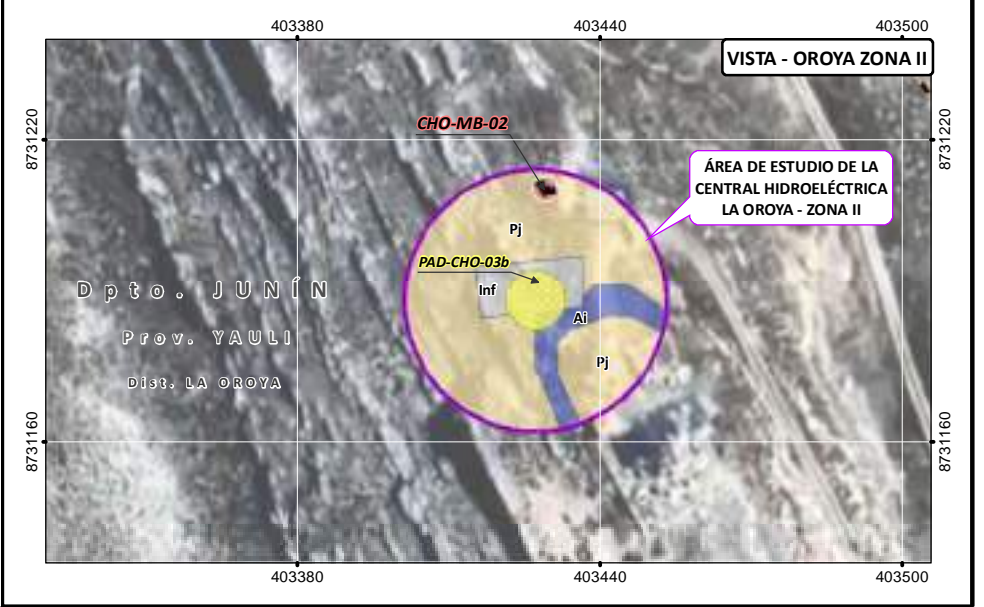 403380
403440
403500
VISTA - OROYA ZONA II
8731220
8731220
CHO-MB-02
ÁREA DE ESTUDIO DE LA
CENTRAL HIDROELÉCTRICA
LA OROYA - ZONA II
Pj
PAD-CHO-03b
Inf
Dpto. JUNÍN
Ai
Prov. YAULI
Pj
Dist. LA OROYA
8731160
8731160
403380
403440
403500